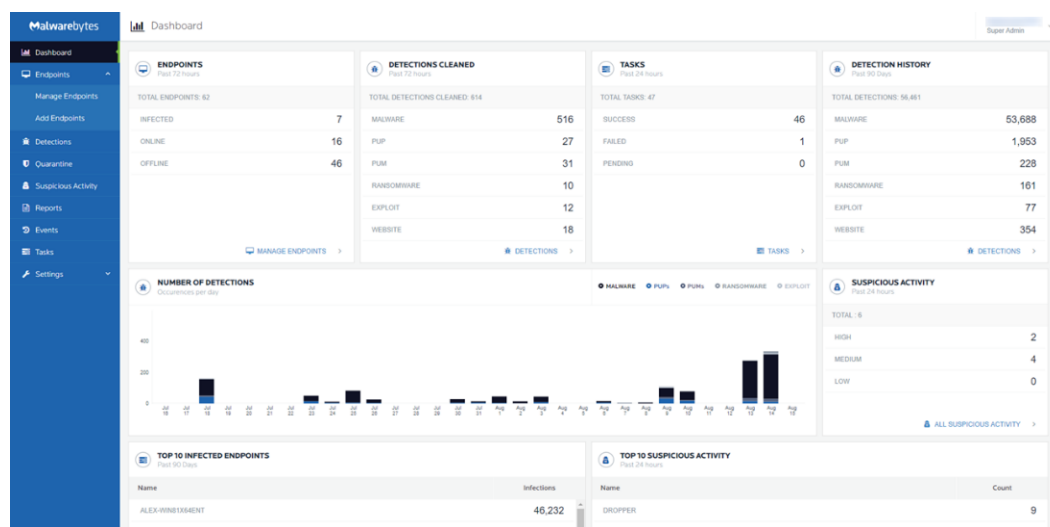 Malwarebytes
Dashboard
Super Admin
Dashboard
Endpoints
Manage Endpoints
Add Endpoints
Detections
Quarantine
Suspicious Activity
Reports
Events
Tasks
Settings
ENDPOINTS
Past 72 hours
TOTAL ENDPOINTS: 62
INFECTED 7
ONLINE 16
OFFLINE 46
MANAGE ENDPOINTS
DETECTIONS CLEANED
Past 72 hours
TOTAL DETECTIONS CLEANED: 614
MALWARE 516
PUP 27
PUM 31
RANSOMWARE 10
EXPLOIT 12
WEBSITE 18
DETECTIONS
TASKS
Past 24 hours
TOTAL TASKS: 47
SUCCESS 46
FAILED 1
PENDING 0
TASKS
DETECTION HISTORY
Past 90 Days
TOTAL DETECTIONS: 56,461
MALWARE 53,688
PUP 1,953
PUM 228
RANSOMWARE 161
EXPLOIT 77
WEBSITE 354
DETECTIONS
NUMBER OF DETECTIONS
Occurences per day
MALWARE PUPs PUMs RANSOMWARE EXPLOIT
400
200
0
SUSPICIOUS ACTIVITY
Past 24 hours
TOTAL : 6
HIGH 2
MEDIUM 4
LOW 0
ALL SUSPICIOUS ACTIVITY
TOP 10 INFECTED ENDPOINTS
Past 90 Days
Name Infections
ALEX-WIN81X64ENT 46,232
TOP 10 SUSPICIOUS ACTIVITY
Past 24 hours
Name Count
DROPPER 9